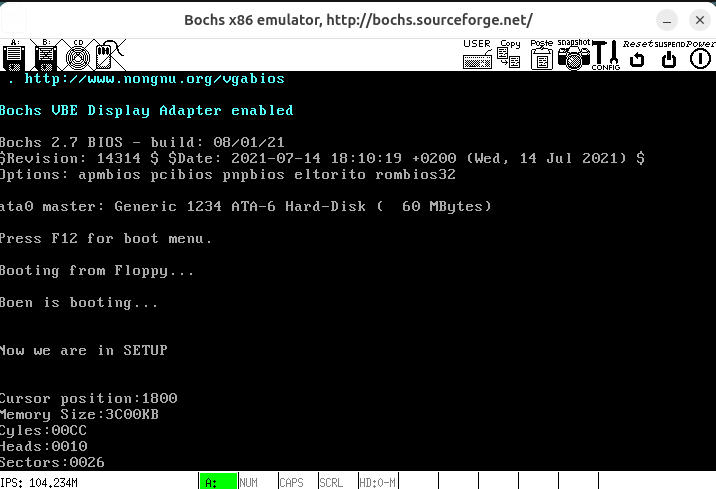 Bochs x86 emulator, http://bochs.sourceforge.net/
A: B: CD USER Copy Paste snapshot CONFIG Reset SUSPEND Power
. http://www.nongnu.org/vgabios
Bochs VBE Display Adapter enabled
Bochs 2.7 BIOS - build: 08/01/21
$Revision: 14314 $ $Date: 2021-07-14 18:10:19 +0200 (Wed, 14 Jul 2021) $
Options: apmbios pcibios pnpbios eltorito rombios32
ata0 master: Generic 1234 ATA-6 Hard-Disk (  60 MBytes)
Press F12 for boot menu.
Booting from Floppy...
Boen is booting...
Now we are in SETUP
Cursor position:1800
Memory Size:3C00KB
Cyles:00CC
Heads:0010
Sectors:0026
IPS: 104.234M A: NUM CAPS SCRL HD:0-M